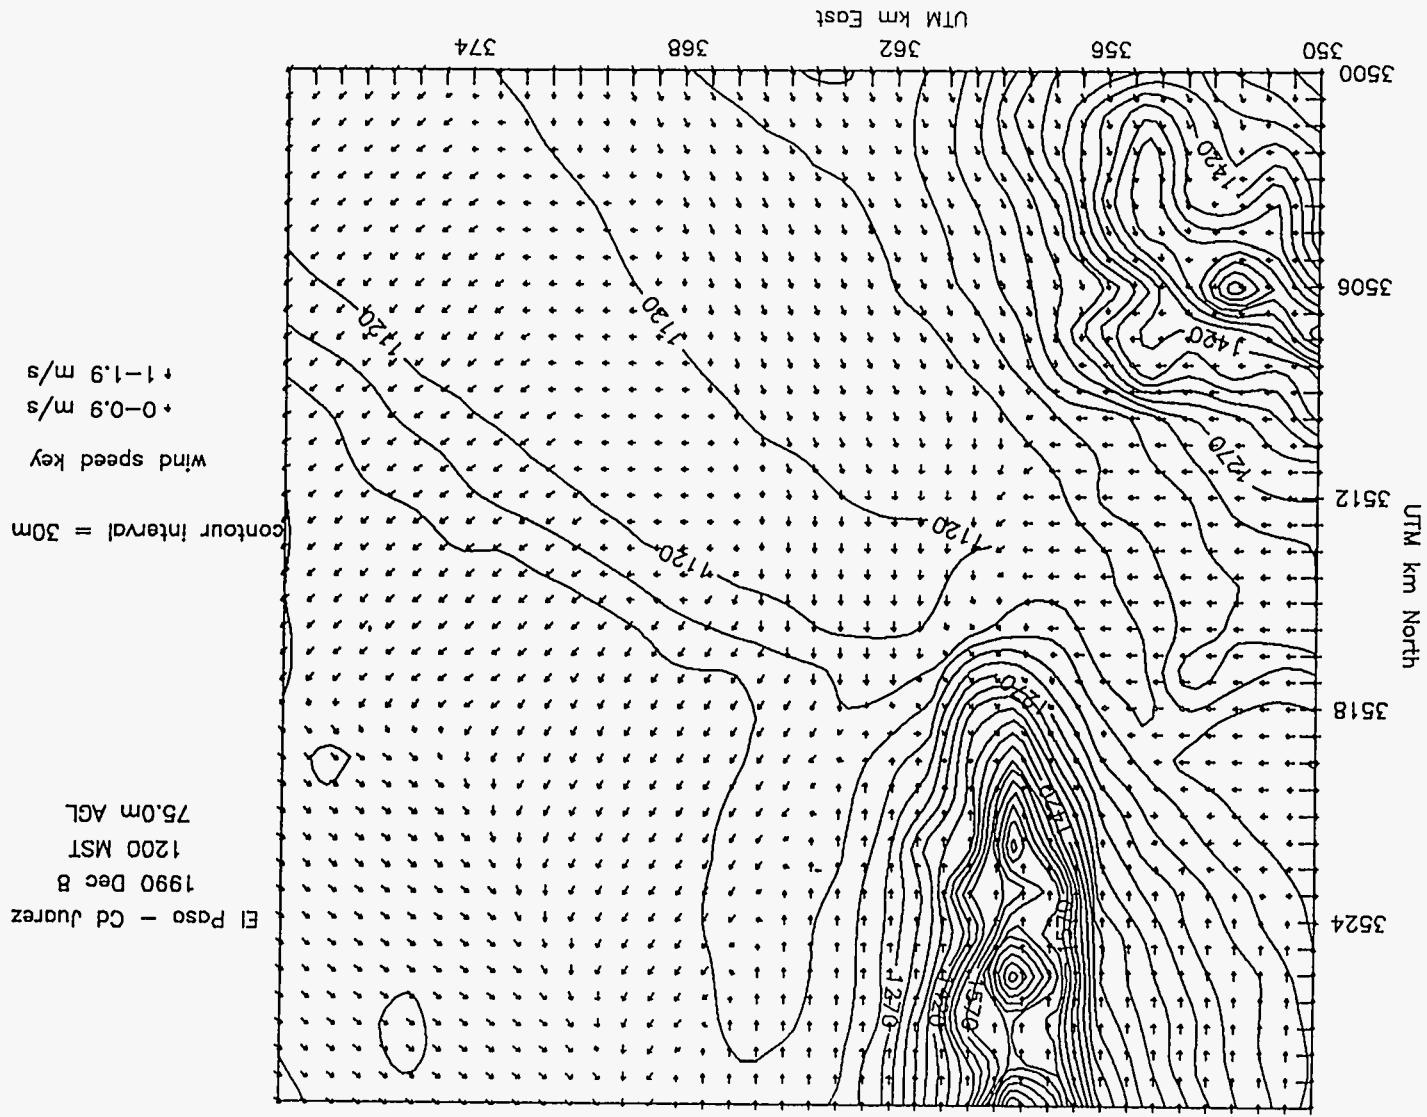 El Paso – Cd Juarez
1990 Dec 8
1200 MST
75.0m AGL
contour interval = 30m
wind speed key
0-0.9 m/s
1-1.9 m/s
UTM km North
3524
3518
3512
3506
3500
350
356
362
368
374
UTM km East
1570
1420
1270
1570
1270
1120
1120
1270
1420
1120
1420